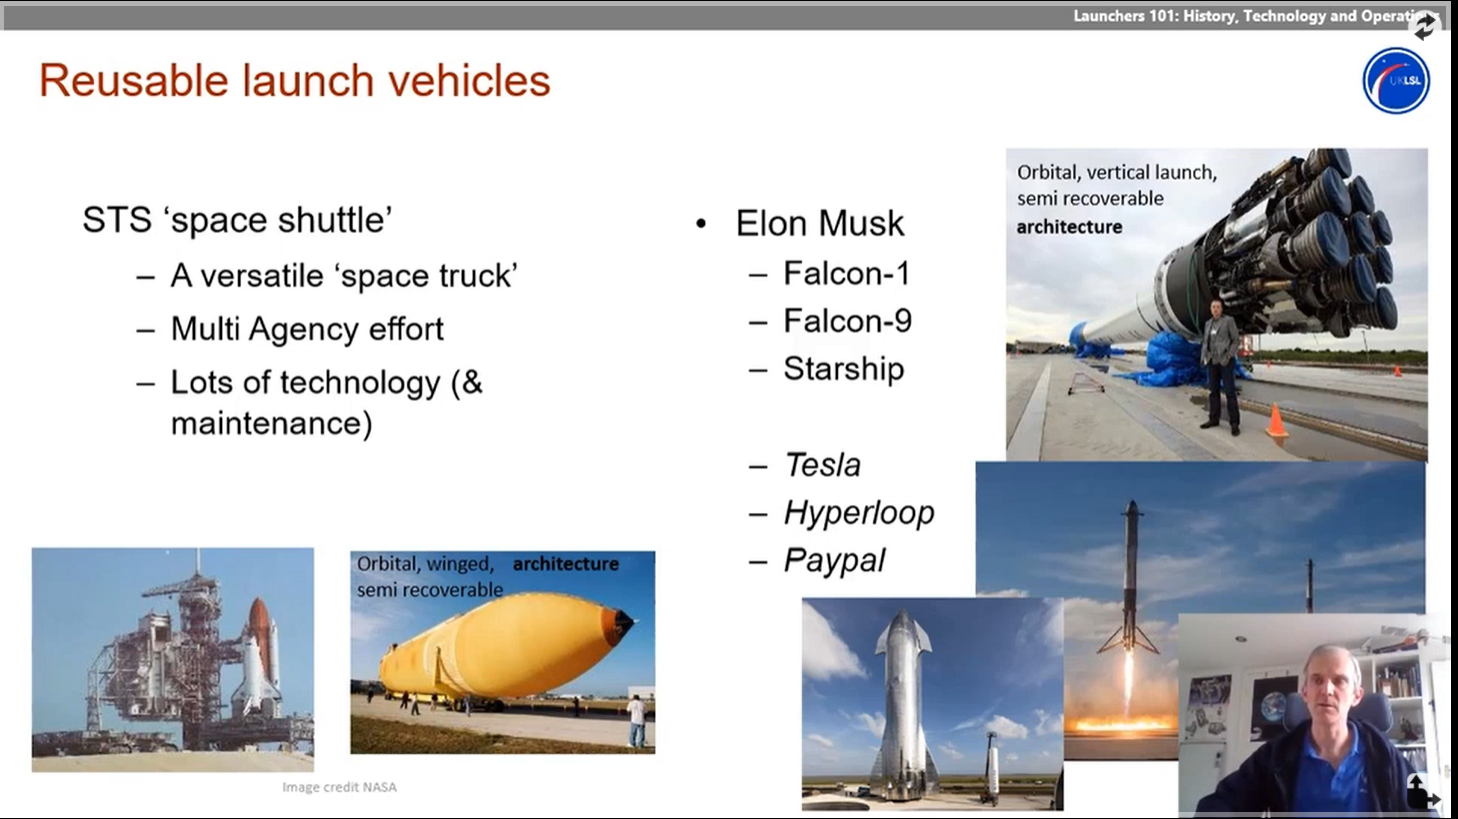 Launchers 101: History, Technology and Operations
Reusable launch vehicles
UKLSL
STS ‘space shuttle’
– A versatile ‘space truck’
– Multi Agency effort
– Lots of technology (&
maintenance)
• Elon Musk
– Falcon-1
– Falcon-9
– Starship
– Tesla
– Hyperloop
– Paypal
Orbital, vertical launch,
semi recoverable
architecture
Orbital, winged, architecture
semi recoverable
Image credit NASA